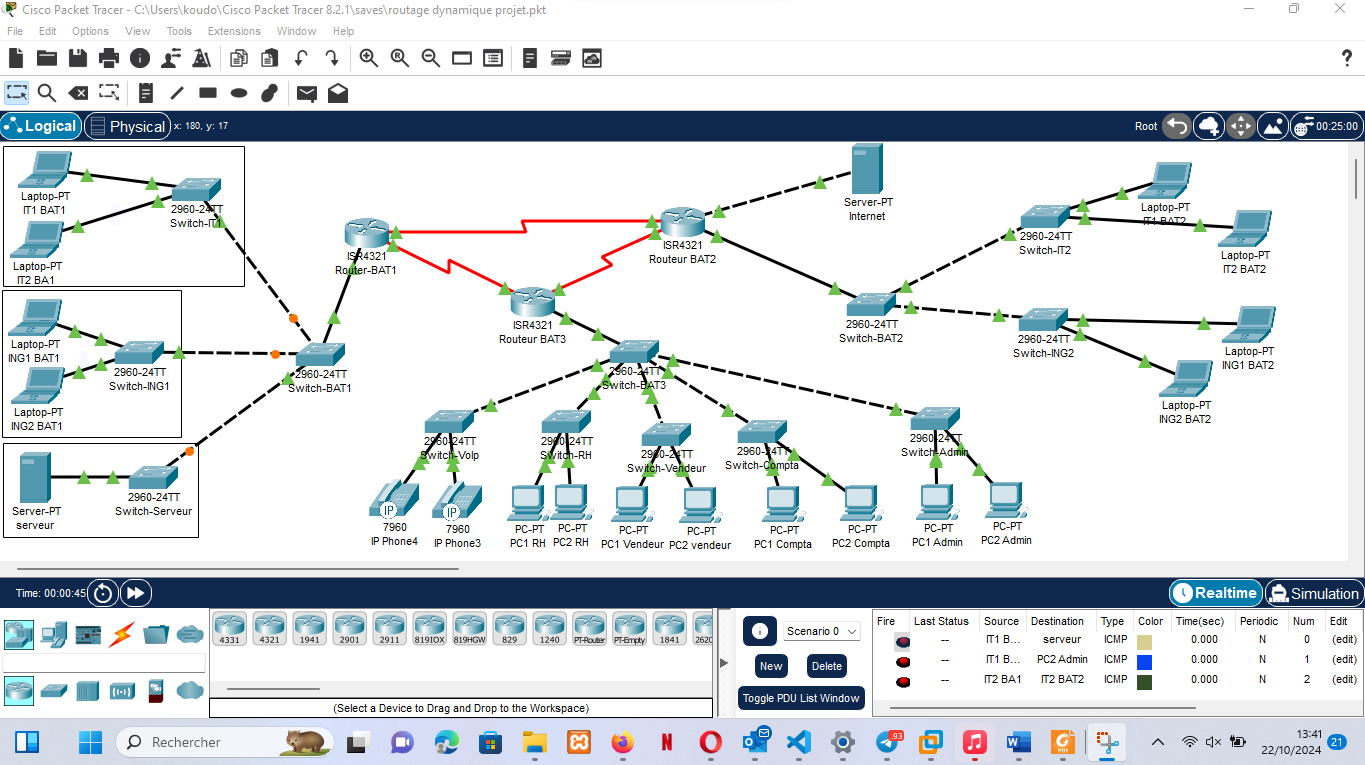 Cisco Packet Tracer - C:\Users\koudo\Cisco Packet Tracer 8.2.1\saves\routage dynamique projet.pkt
File Edit Options View Tools Extensions Window Help
Logical Physical x: 180, y: 17 Root 00:25:00
Laptop-PT
IT1 BAT1
2960-24TT
Switch-IT1
Laptop-PT
IT2 BA1
Laptop-PT
ING1 BAT1
2960-24TT
Switch-ING1
Laptop-PT
ING2 BAT1
Server-PT
serveur
2960-24TT
Switch-Serveur
2960-24TT
Switch-BAT1
ISR4321
Router-BAT1
ISR4321
Routeur BAT2
ISR4321
Routeur BAT3
Server-PT
Internet
2960-24TT
Switch-BAT2
2960-24TT
Switch-IT2
Laptop-PT
IT1 BAT2
Laptop-PT
IT2 BAT2
2960-24TT
Switch-ING2
Laptop-PT
ING1 BAT2
Laptop-PT
ING2 BAT2
2960-24TT
Switch-BAT3
2960-24TT
Switch-VoIp
2960-24TT
Switch-RH
2960-24TT
Switch-Vendeur
2960-24TT
Switch-Compta
2960-24TT
Switch-Admin
IP
7960
IP Phone4
IP
7960
IP Phone3
PC-PT
PC1 RH
PC-PT
PC2 RH
PC-PT
PC1 Vendeur
PC-PT
PC2 vendeur
PC-PT
PC1 Compta
PC-PT
PC2 Compta
PC-PT
PC1 Admin
PC-PT
PC2 Admin
Time: 00:00:45 Realtime Simulation
4331 4321 1941 2901 2911 819IOX 819HGW 829 1240 PT-Router PT-Empty 1841 2620
(Select a Device to Drag and Drop to the Workspace)
Scenario 0
New Delete
Toggle PDU List Window
Fire Last Status Source Destination Type Color Time(sec) Periodic Num Edit
-- IT1 B... serveur ICMP 0.000 N 0 (edit)
-- IT1 B... PC2 Admin ICMP 0.000 N 1 (edit)
-- IT2 BA1 IT2 BAT2 ICMP 0.000 N 2 (edit)
Rechercher
93
13:41
22/10/2024
21